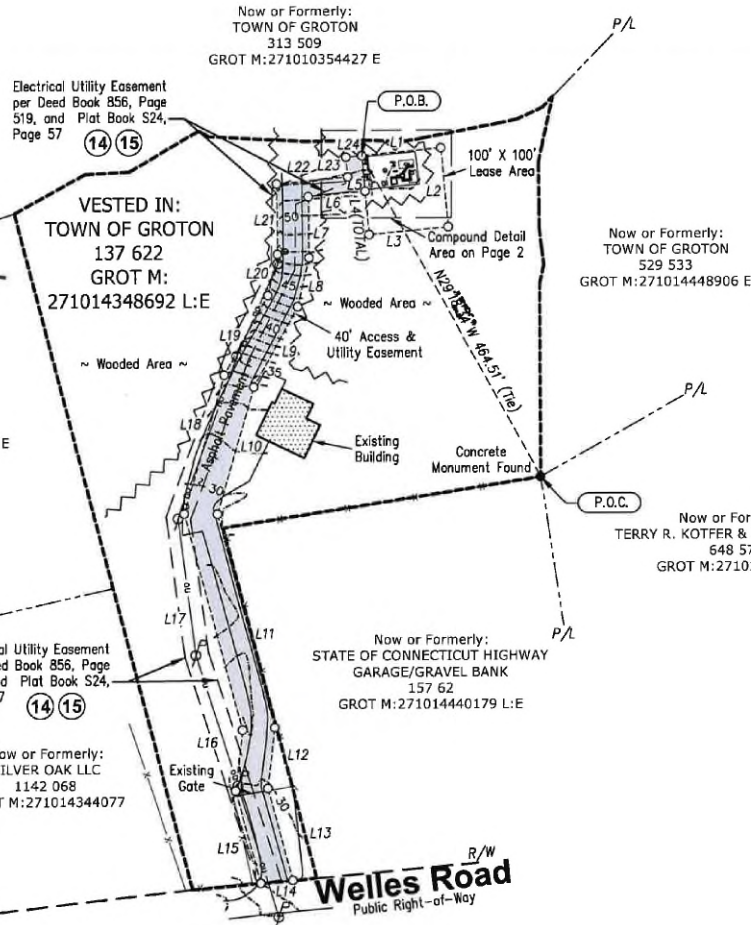 Now or Formerly:
TOWN OF GROTON
313 509
GROT M:271010354427 E
P/L
Electrical Utility Easement
per Deed Book 856, Page
519, and Plat Book S24,
Page 57
14 15
P.O.B.
L24
L1
L23
L22
L5
L2
100' X 100'
Lease Area
VESTED IN:
TOWN OF GROTON
137 622
GROT M:
271014348692 L:E
L21
50
L6
L7
L4(TOTAL)
L3
Compound Detail
Area on Page 2
Now or Formerly:
TOWN OF GROTON
529 533
GROT M:271014448906 E
L20
45
L8
~ Wooded Area ~
W 464.51' (Tie)
40' Access &
Utility Easement
40
L19
L9
35
~ Wooded Area ~
L18
Asphalt Pavement
P/L
E
L10
Existing
Building
Concrete
Monument Found
30
P.O.C.
Now or For
TERRY R. KOTFER &
648 57
GROT M:2710
L17
L11
P/L
Now or Formerly:
STATE OF CONNECTICUT HIGHWAY
GARAGE/GRAVEL BANK
157 62
GROT M:271014440179 L:E
al Utility Easement
ed Book 856, Page
d Plat Book S24,
7
14 15
L16
L12
ow or Formerly:
ILVER OAK LLC
1142 068
T M:271014344077
Existing
Gate
30
L15
L13
L14
R/W
Welles Road
Public Right-of-Way